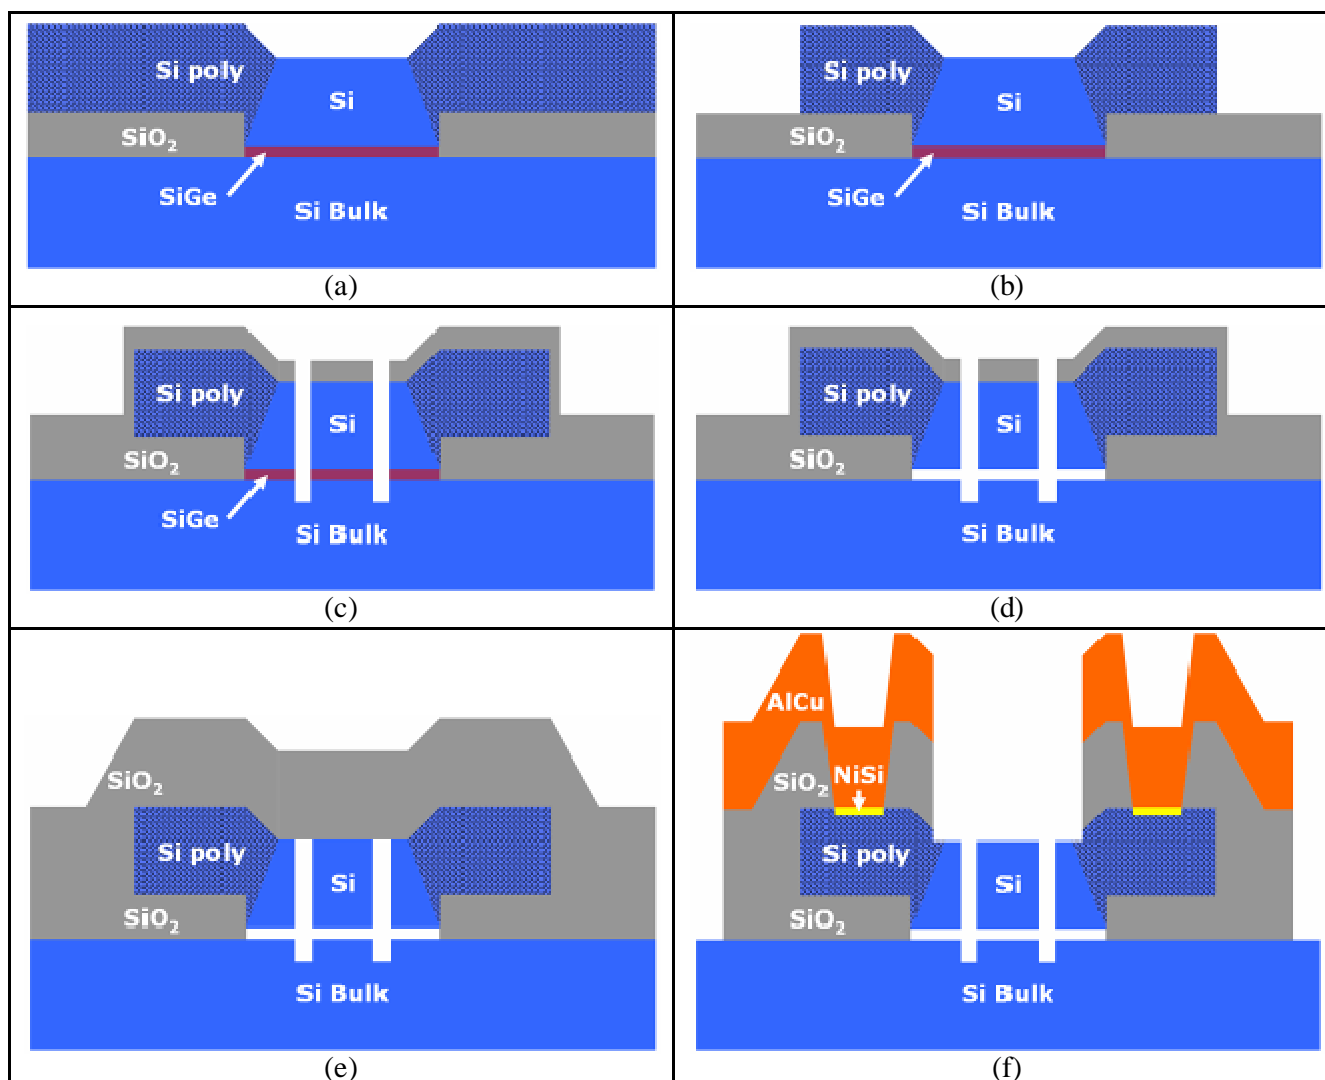 Si poly
Si
SiO₂
SiGe
Si Bulk
(a)
Si poly
Si
SiO₂
SiGe
Si Bulk
(b)
Si poly
Si
SiO₂
SiGe
Si Bulk
(c)
Si poly
Si
SiO₂
Si Bulk
(d)
SiO₂
Si poly
Si
SiO₂
Si Bulk
(e)
AlCu
SiO₂
NiSi
Si poly
Si
SiO₂
Si Bulk
(f)